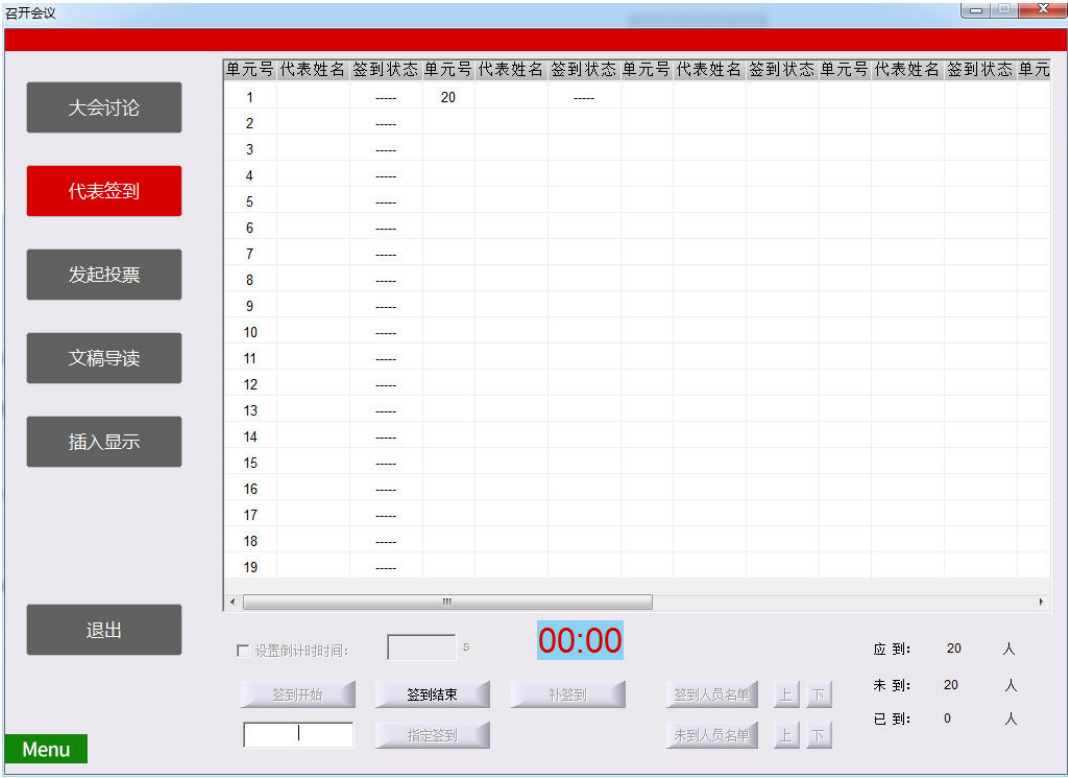 召开会议
单元号 代表姓名 签到状态 单元号 代表姓名 签到状态 单元号 代表姓名 签到状态 单元号 代表姓名 签到状态 单元
1 ----- 20 -----
2 -----
3 -----
4 -----
5 -----
6 -----
7 -----
8 -----
9 -----
10 -----
11 -----
12 -----
13 -----
14 -----
15 -----
16 -----
17 -----
18 -----
19 -----
大会讨论
代表签到
发起投票
文稿导读
插入显示
退出
Menu
设置倒计时时间: s 00:00
签到开始 签到结束 补签到 签到人员名单 上 下
指定签到 未到人员名单 上 下
应 到: 20 人
未 到: 20 人
已 到: 0 人